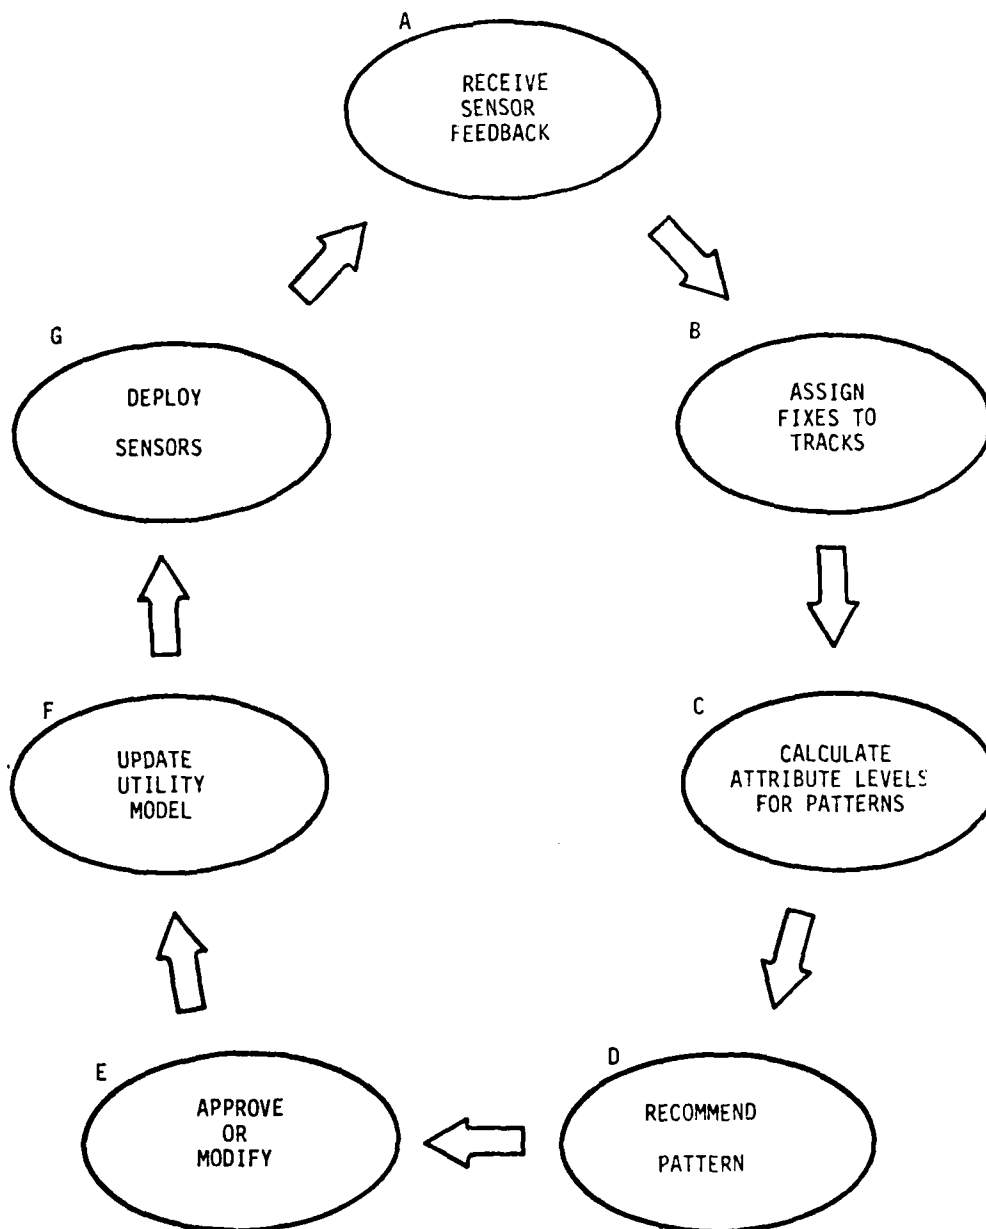 A
RECEIVE
SENSOR
FEEDBACK
B
ASSIGN
FIXES TO
TRACKS
C
CALCULATE
ATTRIBUTE LEVELS
FOR PATTERNS
D
RECOMMEND
PATTERN
E
APPROVE
OR
MODIFY
F
UPDATE
UTILITY
MODEL
G
DEPLOY
SENSORS